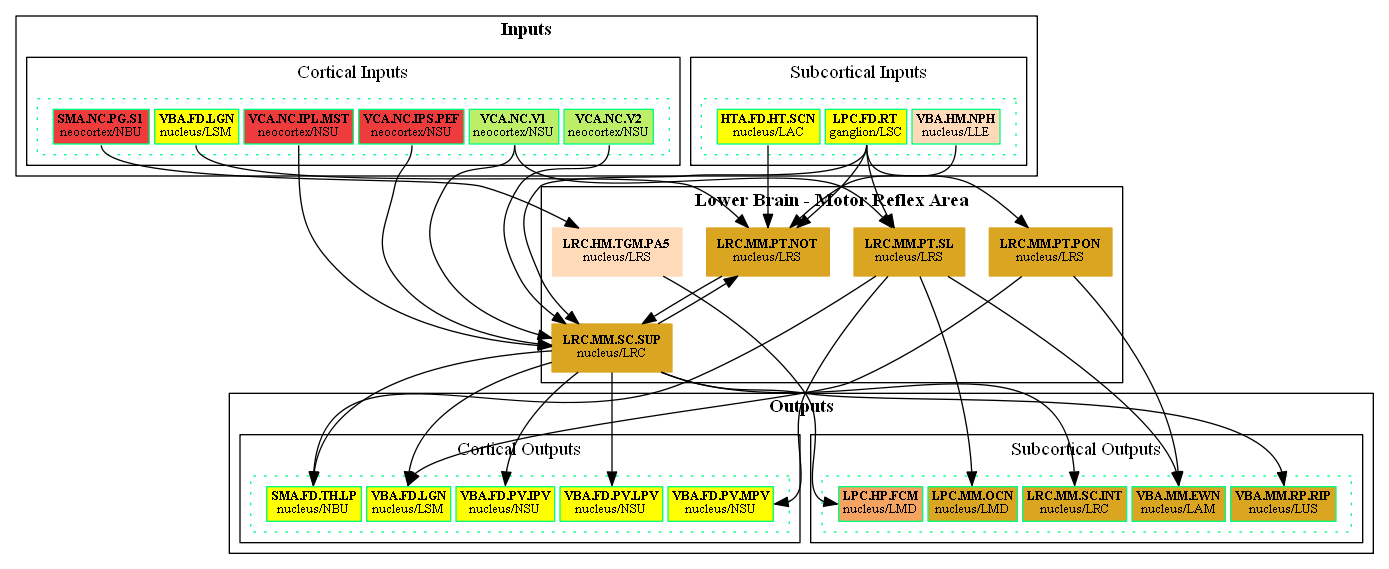 Inputs
Cortical Inputs
Subcortical Inputs
SMA.NC.PG.S1
neocortex/NBU
VBA.FD.LGN
nucleus/LSM
VCA.NC.IPL.MST
neocortex/NSU
VCA.NC.IPS.PEF
neocortex/NSU
VCA.NC.V1
neocortex/NSU
VCA.NC.V2
neocortex/NSU
HTA.FD.HT.SCN
nucleus/LAC
LPC.FD.RT
ganglion/LSC
VBA.HM.NPH
nucleus/LLE
Lower Brain - Motor Reflex Area
LRC.HM.TGM.PA5
nucleus/LRS
LRC.MM.PT.NOT
nucleus/LRS
LRC.MM.PT.SL
nucleus/LRS
LRC.MM.PT.PON
nucleus/LRS
LRC.MM.SC.SUP
nucleus/LRC
Outputs
Cortical Outputs
Subcortical Outputs
SMA.FD.TH.LP
nucleus/NBU
VBA.FD.LGN
nucleus/LSM
VBA.FD.PV.IPV
nucleus/NSU
VBA.FD.PV.LPV
nucleus/NSU
VBA.FD.PV.MPV
nucleus/NSU
LPC.HP.FCM
nucleus/LMD
LPC.MM.OCN
nucleus/LMD
LRC.MM.SC.INT
nucleus/LRC
VBA.MM.EWN
nucleus/LAM
VBA.MM.RP.RIP
nucleus/LUS